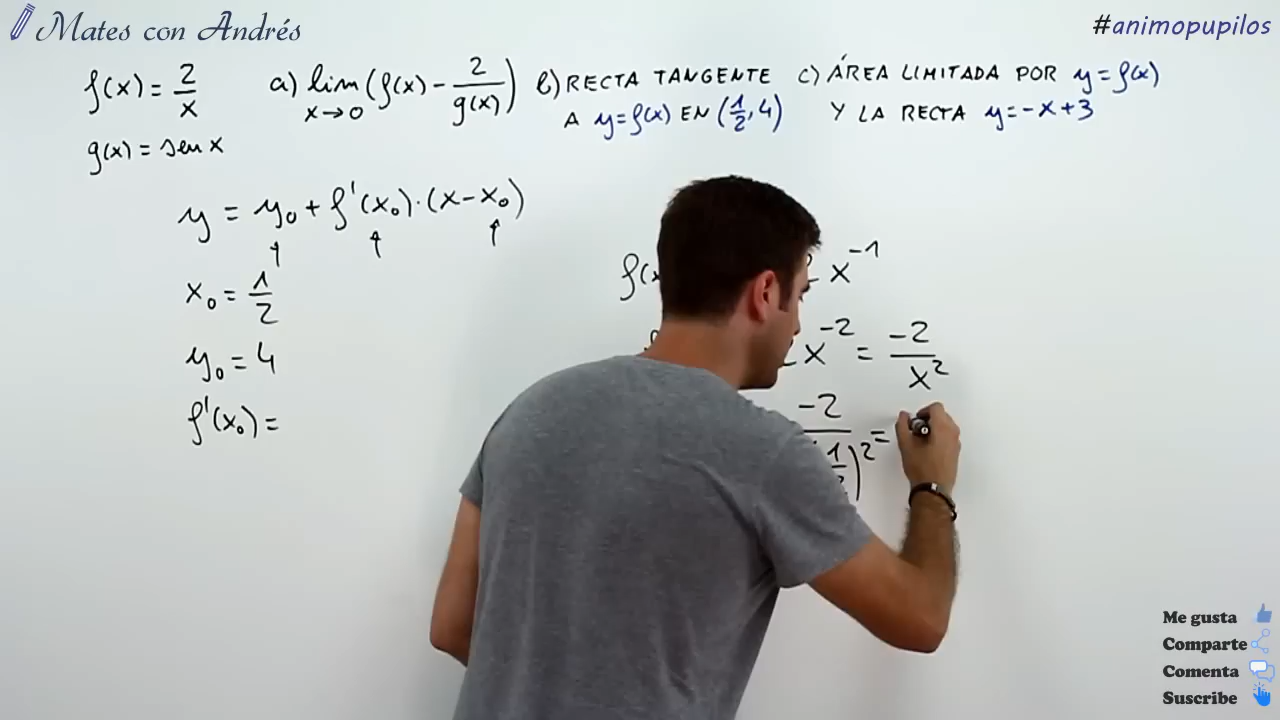 Mates con Andrés
#animopupilos
f(x) = 2/x
g(x) = sen x
a) lim x→0 (f(x) - 2/g(x))
b) RECTA TANGENTE
A y=f(x) EN (1/2, 4)
c) ÁREA LIMITADA POR y=f(x)
Y LA RECTA y=-x+3
y = y₀ + f'(x₀)·(x-x₀)
x₀ = 1/2
y₀ = 4
f'(x₀) =
f(x
x⁻¹
x⁻² = -2/x²
-2/(1/2)² =
Me gusta
Comparte
Comenta
Suscribe